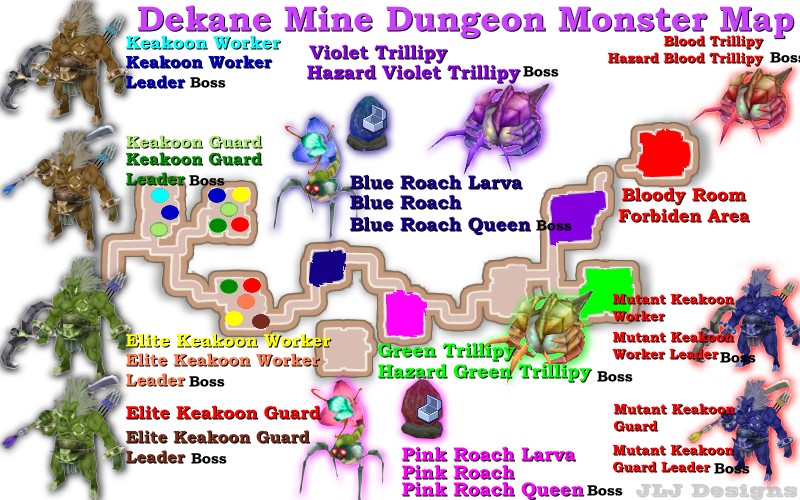 Dekane Mine Dungeon Monster Map
Keakoon Worker
Keakoon Worker
Leader Boss
Violet Trillipy
Hazard Violet Trillipy Boss
Blood Trillipy
Hazard Blood Trillipy Boss
Keakoon Guard
Keakoon Guard
Leader Boss
Blue Roach Larva
Blue Roach
Blue Roach Queen Boss
Bloody Room
Forbiden Area
Elite Keakoon Worker
Elite Keakoon Worker
Leader Boss
Green Trillipy
Hazard Green Trillipy Boss
Mutant Keakoon
Worker
Mutant Keakoon
Worker Leader Boss
Elite Keakoon Guard
Elite Keakoon Guard
Leader Boss
Pink Roach Larva
Pink Roach
Pink Roach Queen Boss
Mutant Keakoon
Guard
Mutant Keakoon
Guard Leader Boss
JLJ Designs